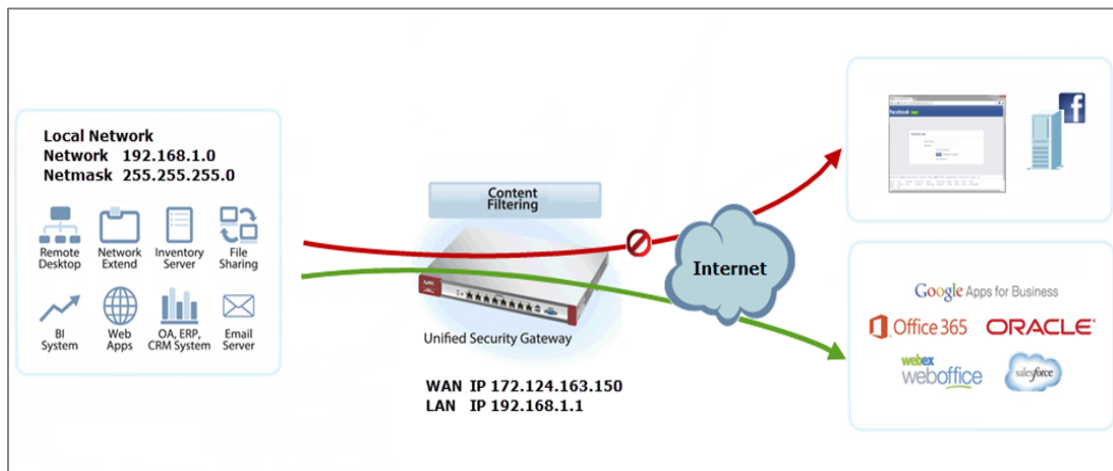 Local Network
Network 192.168.1.0
Netmask 255.255.255.0
Remote
Desktop
Network
Extend
Inventory
Server
File
Sharing
BI
System
Web
Apps
OA, ERP,
CRM System
Email
Server
Content
Filtering
ZyXEL
Unified Security Gateway
WAN IP 172.124.163.150
LAN IP 192.168.1.1
Internet
facebook
f
Google Apps for Business
Office 365
ORACLE
webex
weboffice
salesforce